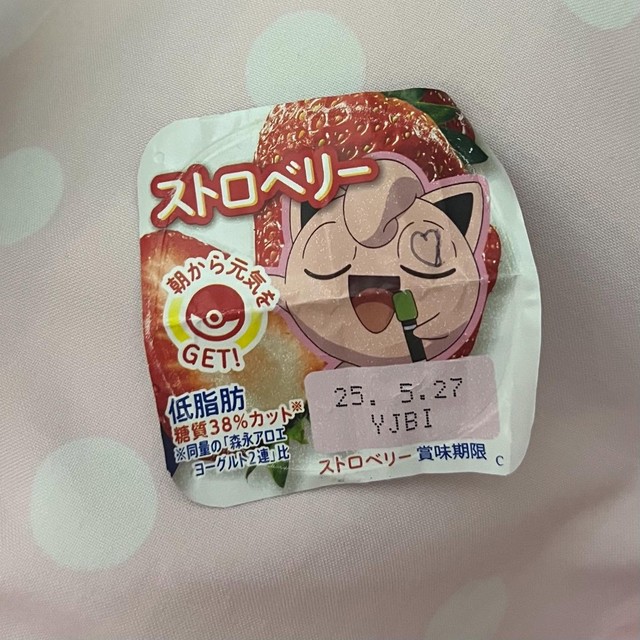 ストロベリー
朝から元気を
GET!
低脂肪
糖質38%カット※
※同量の「森永アロエ
ヨーグルト2連」比
25. 5.27
YJBI
ストロベリー 賞味期限 C